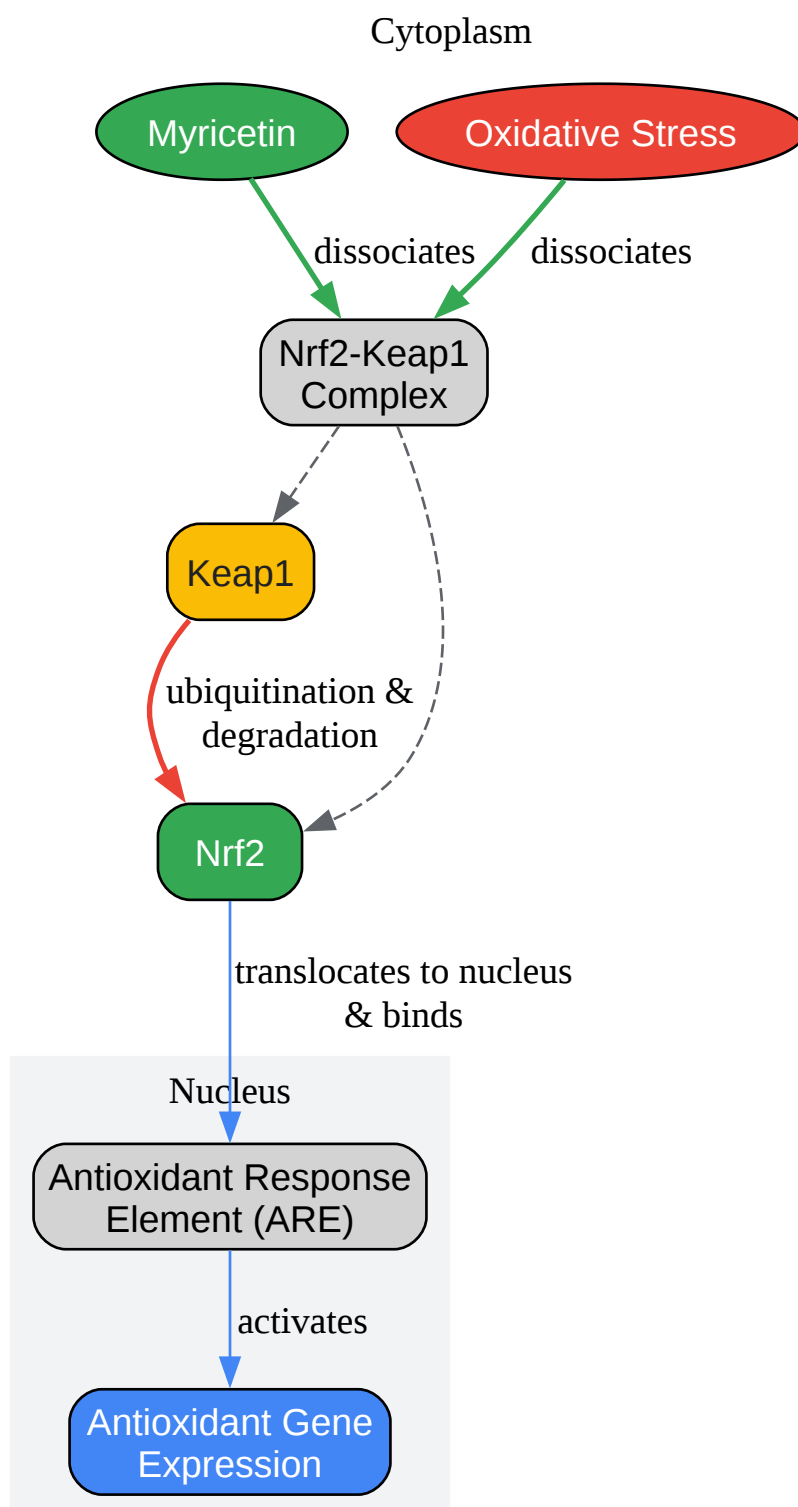 Cytoplasm
Myricetin
Oxidative Stress
dissociates
dissociates
Nrf2-Keap1
Complex
Keap1
ubiquitination &
degradation
Nrf2
translocates to nucleus
& binds
Nucleus
Antioxidant Response
Element (ARE)
activates
Antioxidant Gene
Expression